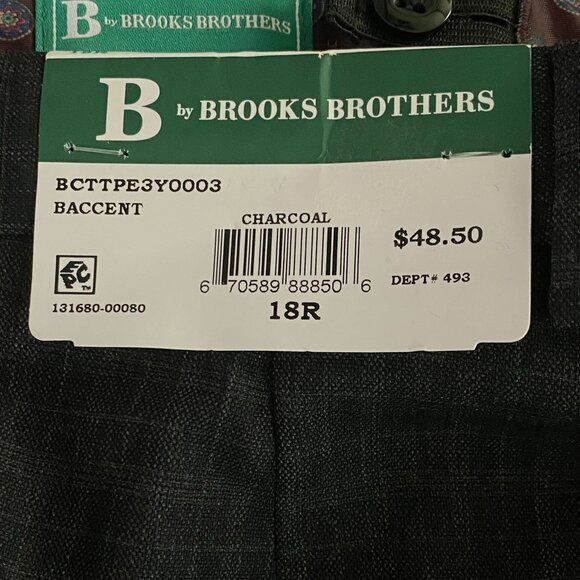 B by BROOKS BROTHERS
B by BROOKS BROTHERS
BCTTPE3Y0003
BACCENT
CHARCOAL
$48.50
EPC™
6 70589 88850 6
DEPT# 493
131680-00080
18R